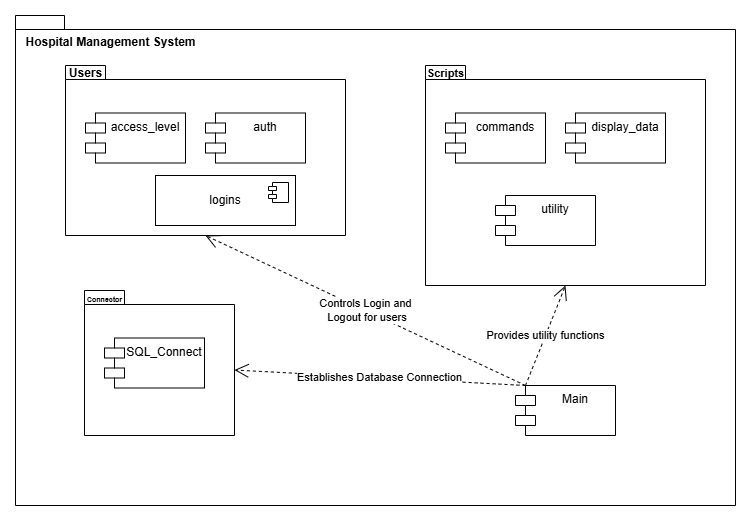 Hospital Management System
Users
access_level
auth
logins
Scripts
commands
display_data
utility
Connector
SQL_Connect
Controls Login and
Logout for users
Provides utility functions
Establishes Database Connection
Main